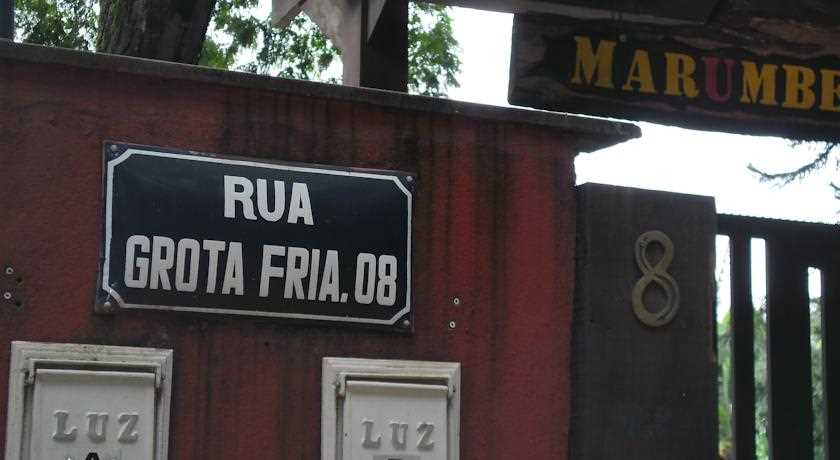 MARUMBE
RUA
GROTA FRIA. 08
8
LUZ
LUZ